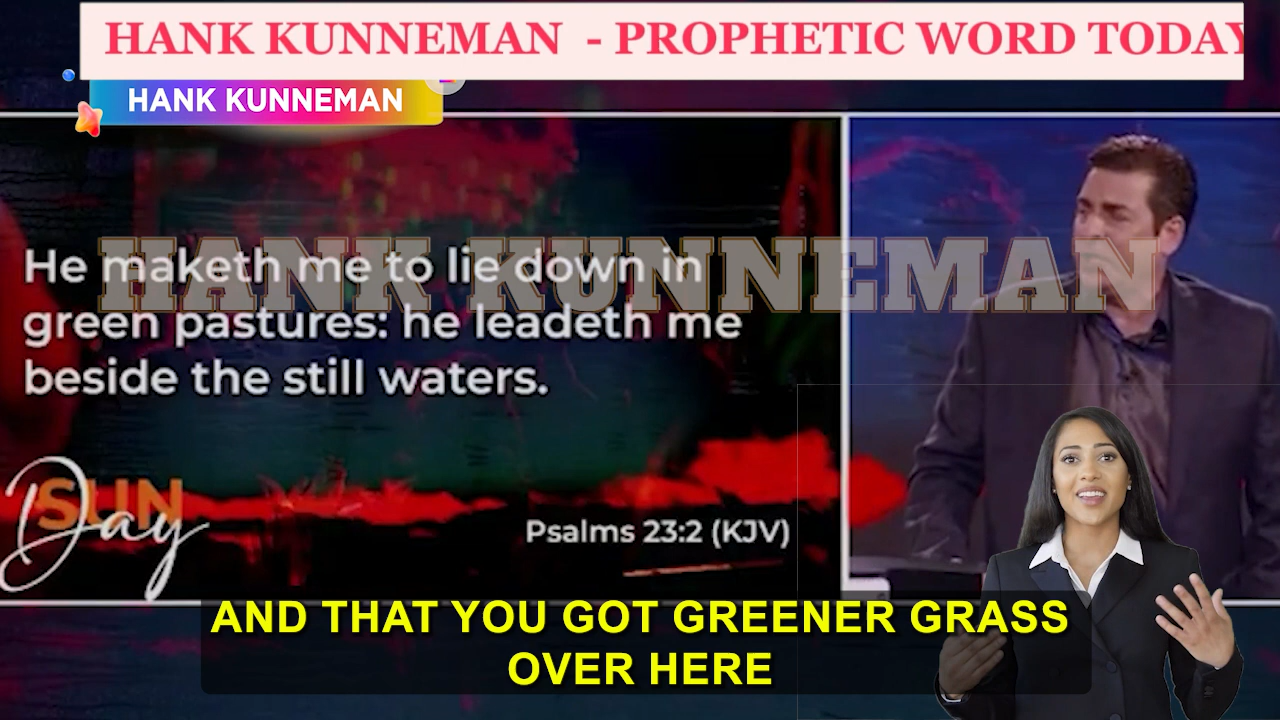 HANK KUNNEMAN - PROPHETIC WORD TODAY
HANK KUNNEMAN
HANK KUNNEMAN
He maketh me to lie down in
green pastures: he leadeth me
beside the still waters.
SUN
Day
Psalms 23:2 (KJV)
AND THAT YOU GOT GREENER GRASS
OVER HERE